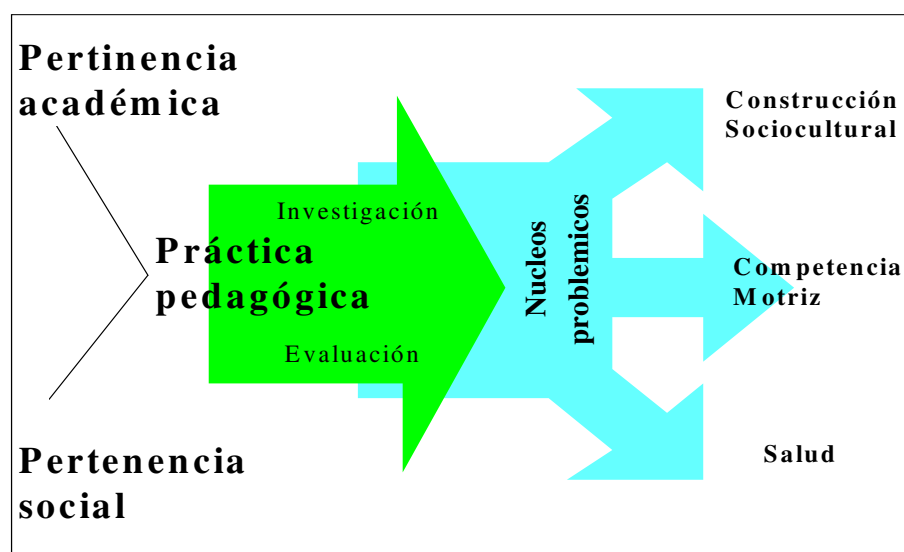 Pertinencia
académica
Investigación
Práctica
pedagógica
Evaluación
Pertenencia
social
Nucleos
problemicos
Construcción
Sociocultural
Competencia
Motriz
Salud